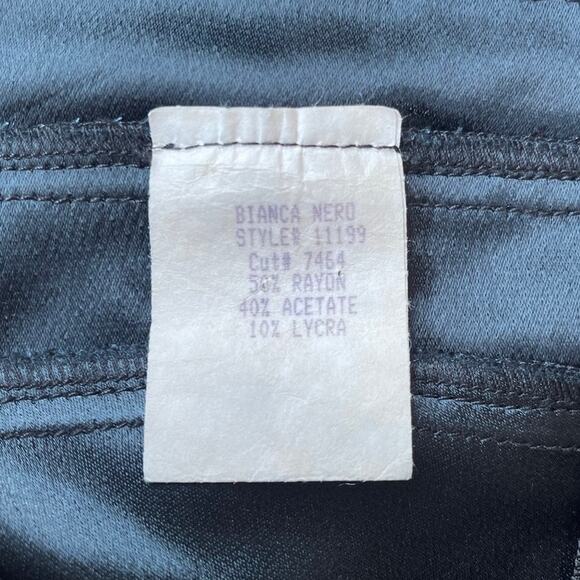 BIANCA NERO
STYLE# 11199
Cut# 7464
50% RAYON
40% ACETATE
10% LYCRA